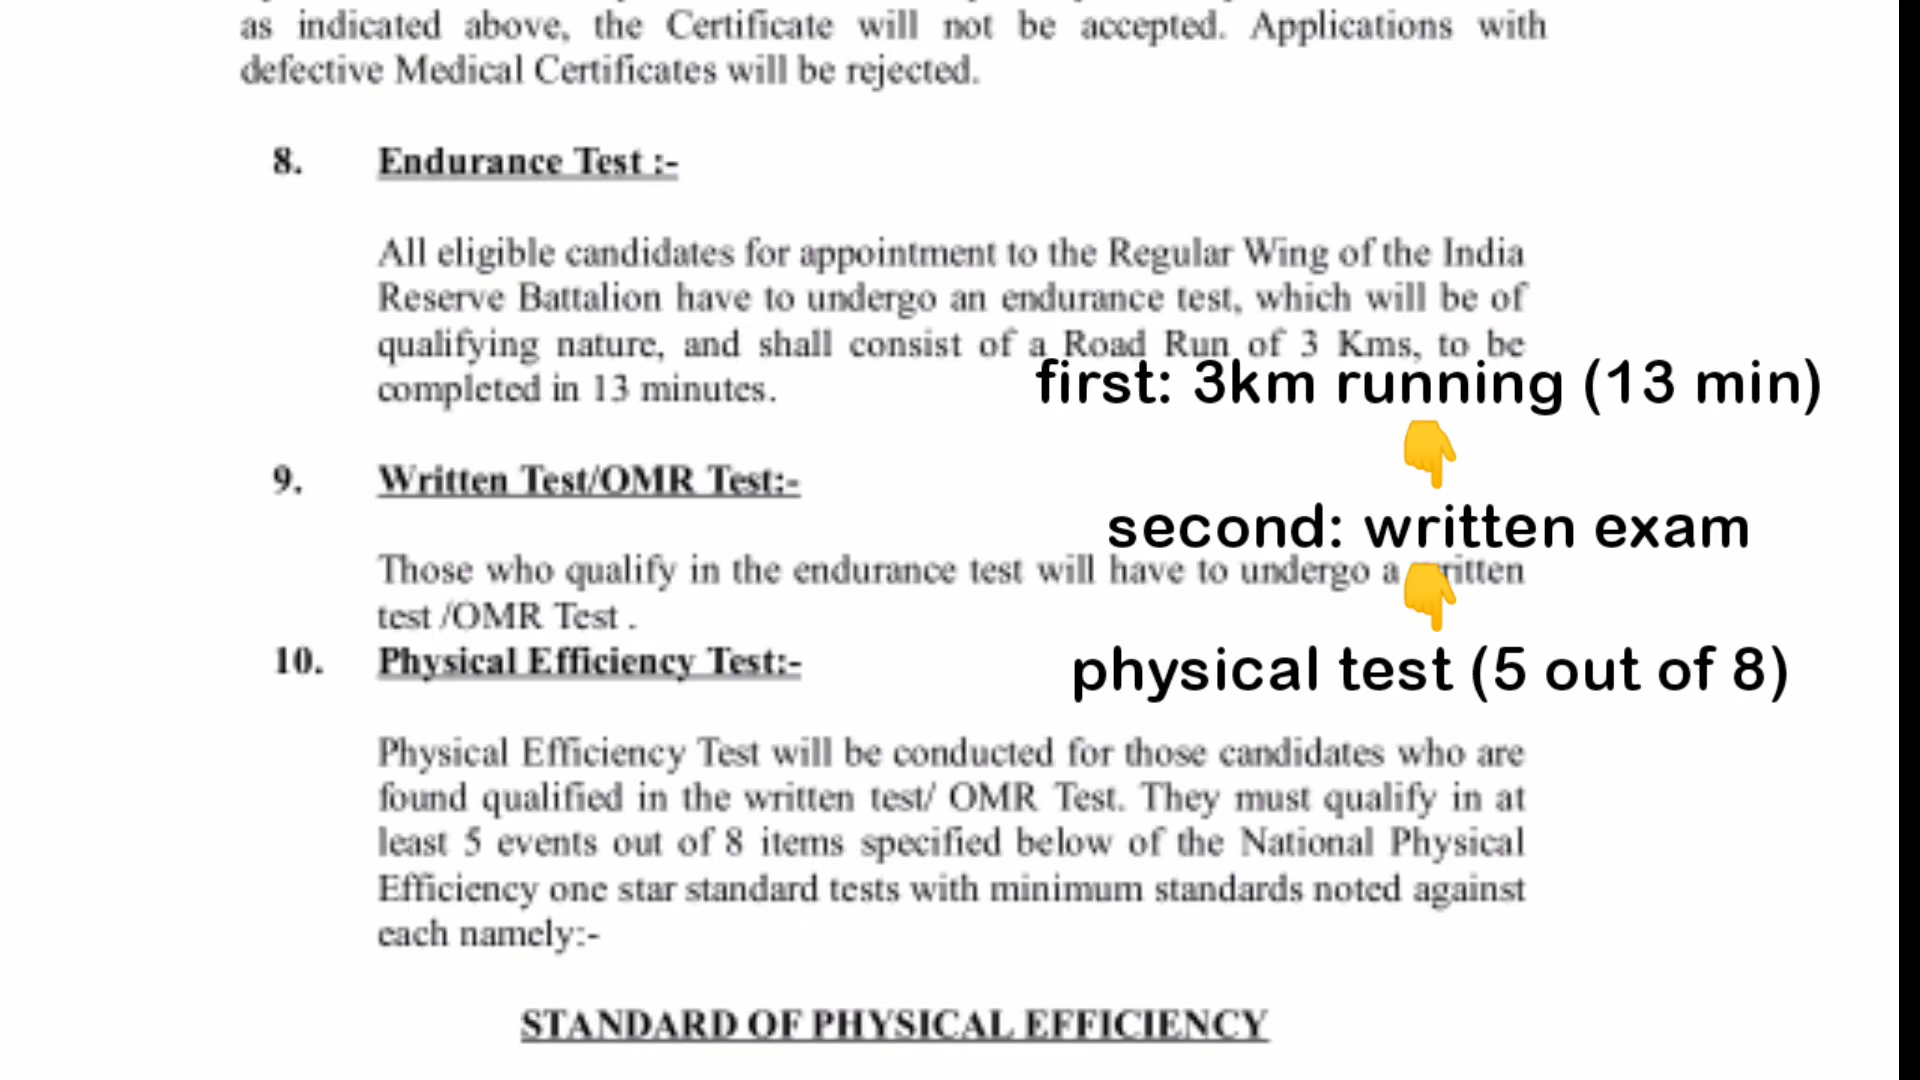 as indicated above, the Certificate will not be accepted. Applications with
defective Medical Certificates will be rejected.
8. Endurance Test :-
All eligible candidates for appointment to the Regular Wing of the India
Reserve Battalion have to undergo an endurance test, which will be of
qualifying nature, and shall consist of a Road Run of 3 Kms, to be
completed in 13 minutes.
first: 3km running (13 min)
👇
9. Written Test/OMR Test:-
second: written exam
Those who qualify in the endurance test will have to undergo a written
👇
test /OMR Test .
10. Physical Efficiency Test:-
physical test (5 out of 8)
Physical Efficiency Test will be conducted for those candidates who are
found qualified in the written test/ OMR Test. They must qualify in at
least 5 events out of 8 items specified below of the National Physical
Efficiency one star standard tests with minimum standards noted against
each namely:-
STANDARD OF PHYSICAL EFFICIENCY